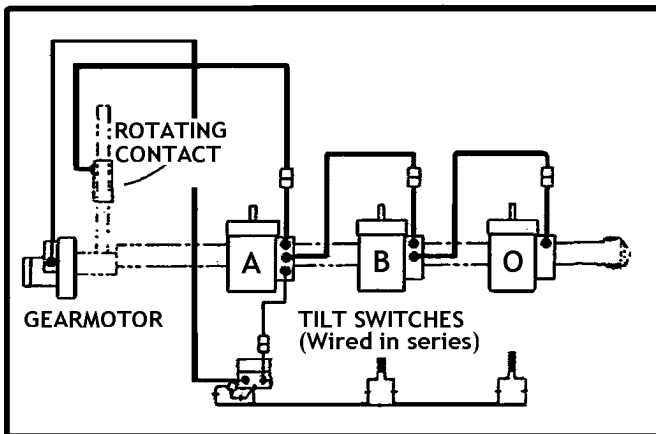 ROTATING
CONTACT
A
B
O
GEARMOTOR
TILT SWITCHES
(Wired in series)